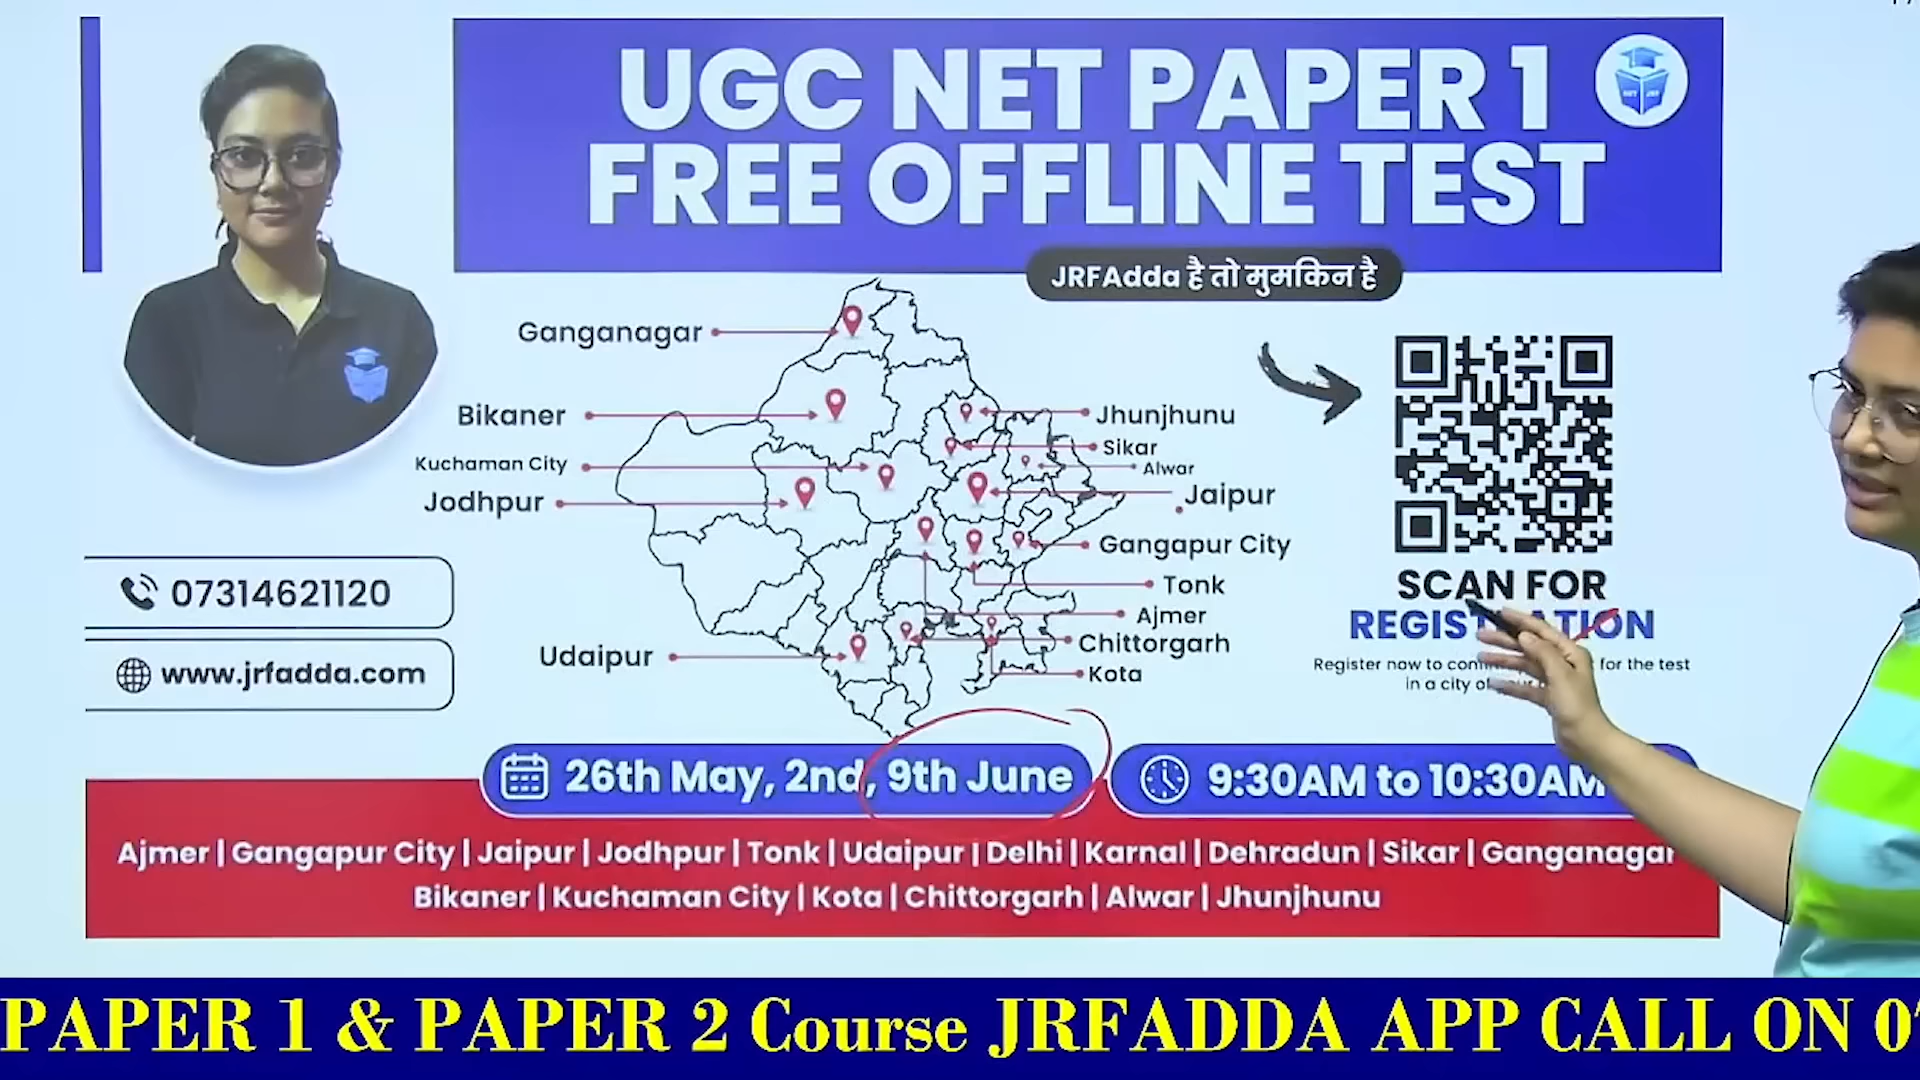 UGC NET PAPER 1
FREE OFFLINE TEST
JRFAdda है तो मुमकिन है
Ganganagar
Bikaner
Kuchaman City
Jodhpur
Udaipur
Jhunjhunu
Sikar
Alwar
Jaipur
Gangapur City
Tonk
Ajmer
Chittorgarh
Kota
07314621120
www.jrfadda.com
SCAN FOR
Register now to for the test
in a city
26th May, 2nd, 9th June
9:30AM to 10:30AM
Ajmer | Gangapur City | Jaipur | Jodhpur | Tonk | Udaipur | Delhi | Karnal | Dehradun | Sikar | Ganganagar
Bikaner | Kuchaman City | Kota | Chittorgarh | Alwar | Jhunjhunu
PAPER 1 & PAPER 2 Course JRFADDA APP CALL ON